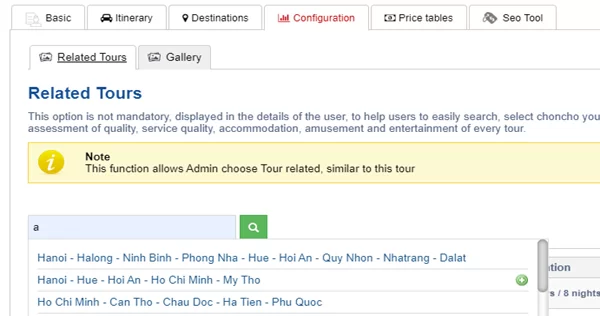 Basic Itinerary Destinations Configuration Price tables Seo Tool
Related Tours Gallery
Related Tours
This option is not mandatory, displayed in the details of the user, to help users to easily search, select choncho you
assessment of quality, service quality, accommodation, amusement and entertainment of every tour.
Note
This function allows Admin choose Tour related, similar to this tour
a
Hanoi - Halong - Ninh Binh - Phong Nha - Hue - Hoi An - Quy Nhon - Nhatrang - Dalat
Hanoi - Hue - Hoi An - Ho Chi Minh - My Tho
Ho Chi Minh - Can Tho - Chau Doc - Ha Tien - Phu Quoc
/ 8 nights